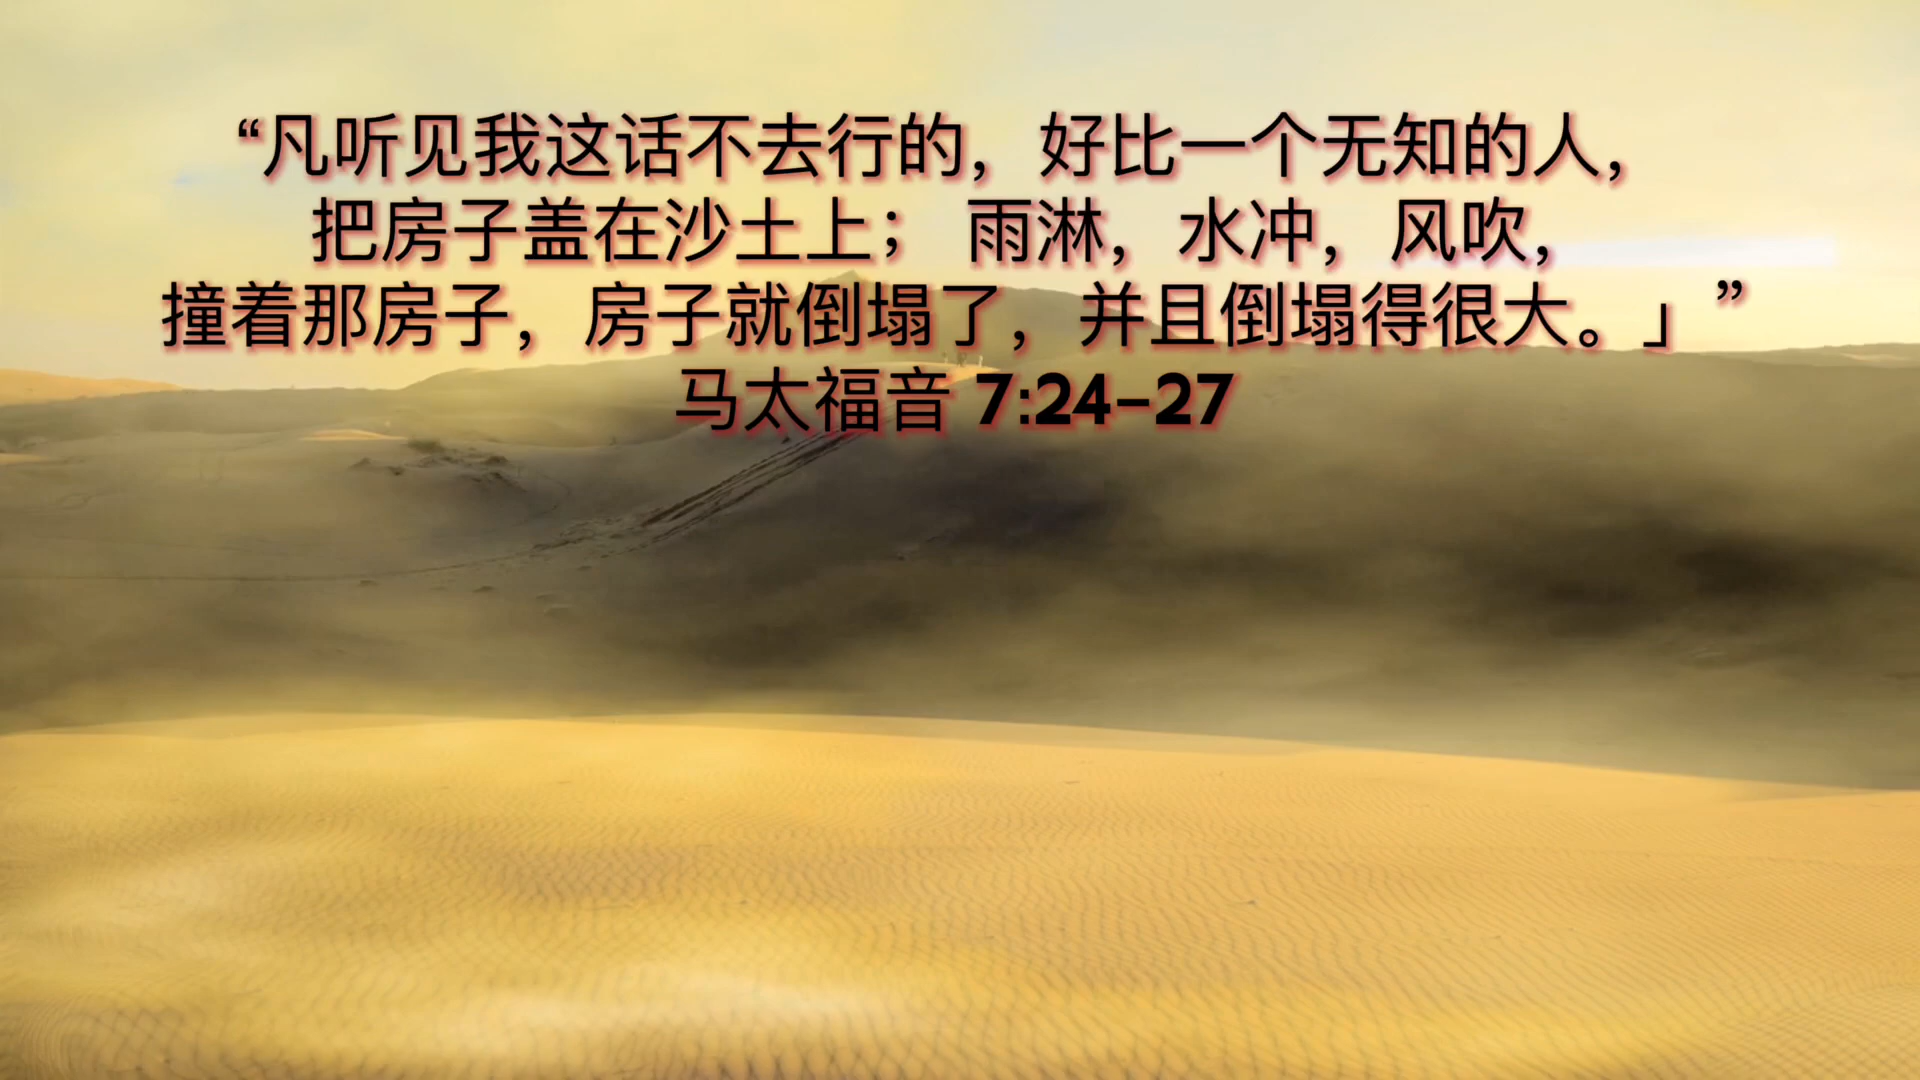 “凡听见我这话不去行的，好比一个无知的人，
把房子盖在沙土上； 雨淋，水冲，风吹，
撞着那房子，房子就倒塌了，并且倒塌得很大。」 ”
马太福音 7:24–27